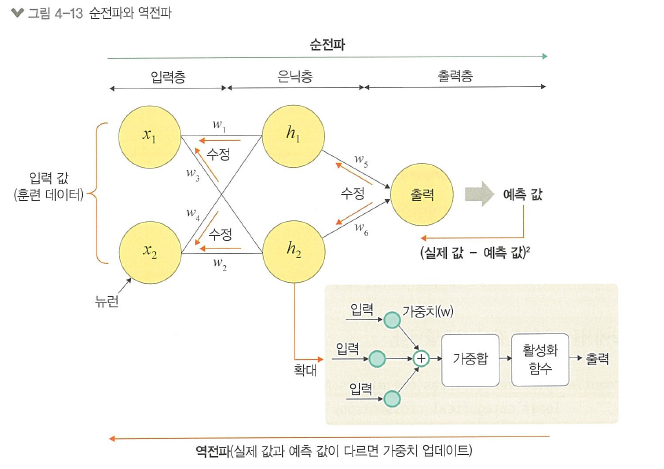 그림 4-13 순전파와 역전파
순전파
입력층 은닉층 출력층
x₁ w₁ h₁
수정
w₃ w₅
입력 값
(훈련 데이터)
수정 출력 예측 값
w₄
수정 w₆
x₂ w₂ h₂
(실제 값 - 예측 값)²
뉴런
입력 가중치(w)
입력 + 가중합 활성화
함수 출력
확대
입력
역전파(실제 값과 예측 값이 다르면 가중치 업데이트)